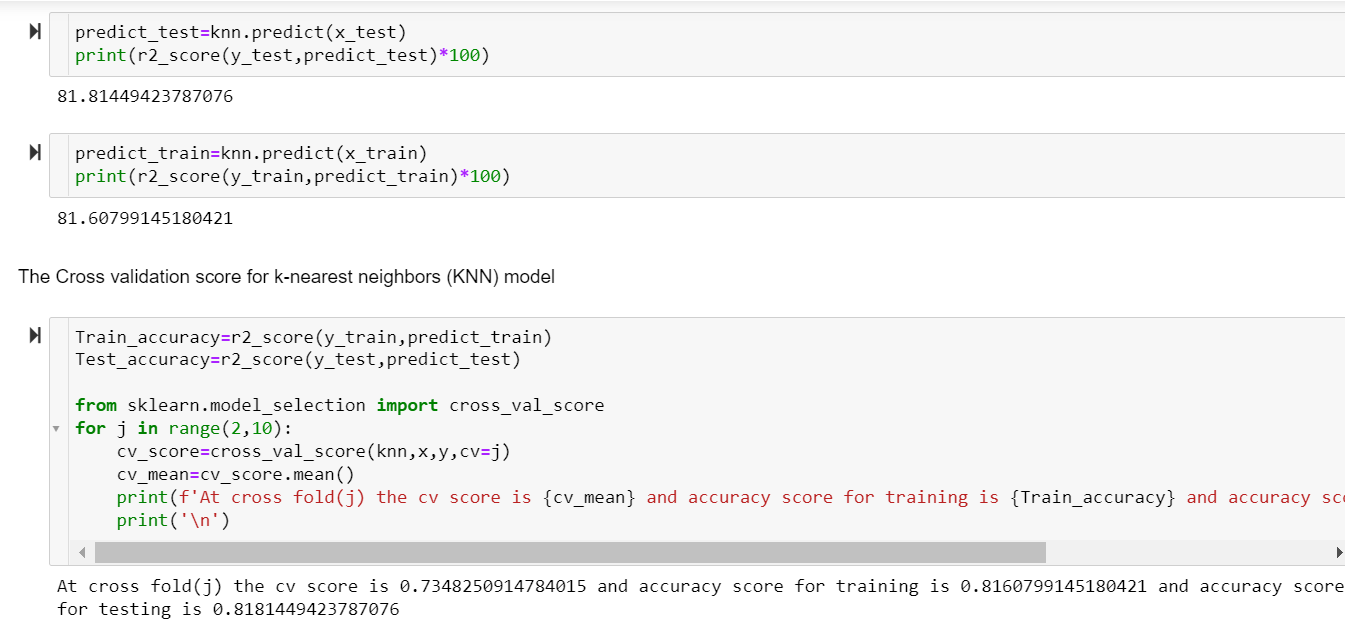 predict_test=knn.predict(x_test)
print(r2_score(y_test,predict_test)*100)
81.81449423787076
predict_train=knn.predict(x_train)
print(r2_score(y_train,predict_train)*100)
81.60799145180421
The Cross validation score for k-nearest neighbors (KNN) model
Train_accuracy=r2_score(y_train,predict_train)
Test_accuracy=r2_score(y_test,predict_test)
from sklearn.model_selection import cross_val_score
for j in range(2,10):
    cv_score=cross_val_score(knn,x,y,cv=j)
    cv_mean=cv_score.mean()
    print(f'At cross fold(j) the cv score is {cv_mean} and accuracy score for training is {Train_accuracy} and accuracy
    print('\n')
At cross fold(j) the cv score is 0.7348250914784015 and accuracy score for training is 0.8160799145180421 and accuracy score
for testing is 0.8181449423787076